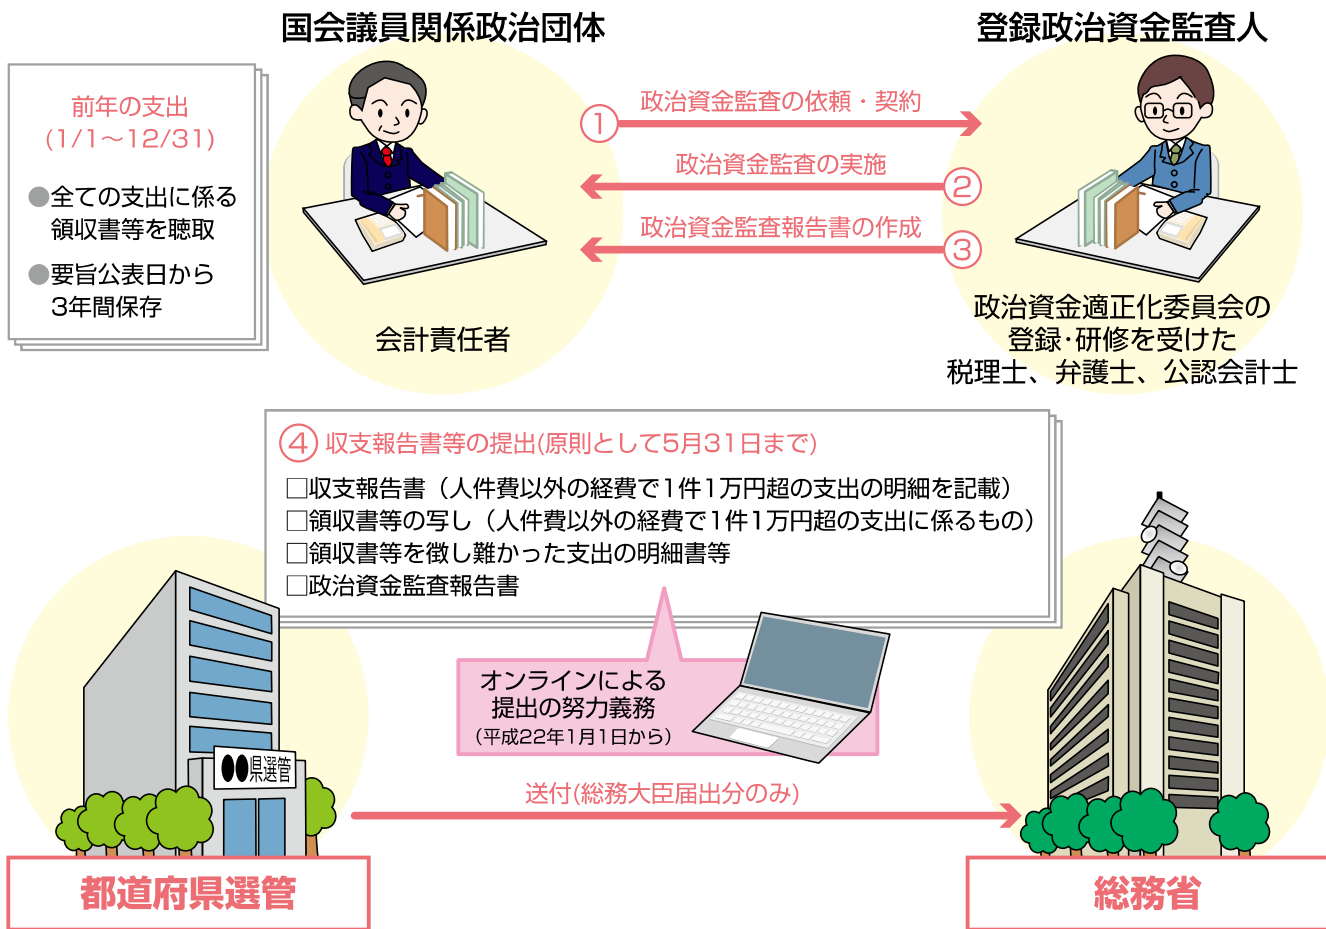 国会議員関係政治団体
登録政治資金監査人
前年の支出
(1/1〜12/31)
●全ての支出に係る
領収書等を聴取
●要旨公表日から
3年間保存
① 政治資金監査の依頼・契約
政治資金監査の実施 ②
政治資金監査報告書の作成 ③
会計責任者
政治資金適正化委員会の
登録・研修を受けた
税理士、弁護士、公認会計士
④ 収支報告書等の提出(原則として5月31日まで)
□収支報告書（人件費以外の経費で1件1万円超の支出の明細を記載）
□領収書等の写し（人件費以外の経費で1件1万円超の支出に係るもの）
□領収書等を徴し難かった支出の明細書等
□政治資金監査報告書
オンラインによる
提出の努力義務
（平成22年1月1日から）
●●県選管
送付(総務大臣届出分のみ)
都道府県選管
総務省